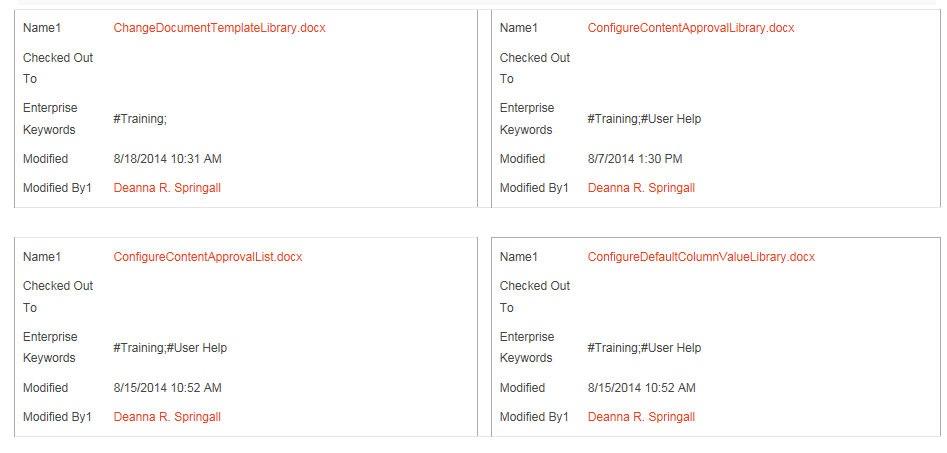 Name1 ChangeDocumentTemplateLibrary.docx
Checked Out
To
Enterprise
Keywords #Training;
Modified 8/18/2014 10:31 AM
Modified By1 Deanna R. Springall
Name1 ConfigureContentApprovalLibrary.docx
Checked Out
To
Enterprise
Keywords #Training;#User Help
Modified 8/7/2014 1:30 PM
Modified By1 Deanna R. Springall
Name1 ConfigureContentApprovalList.docx
Checked Out
To
Enterprise
Keywords #Training;#User Help
Modified 8/15/2014 10:52 AM
Modified By1 Deanna R. Springall
Name1 ConfigureDefaultColumnValueLibrary.docx
Checked Out
To
Enterprise
Keywords #Training;#User Help
Modified 8/15/2014 10:52 AM
Modified By1 Deanna R. Springall